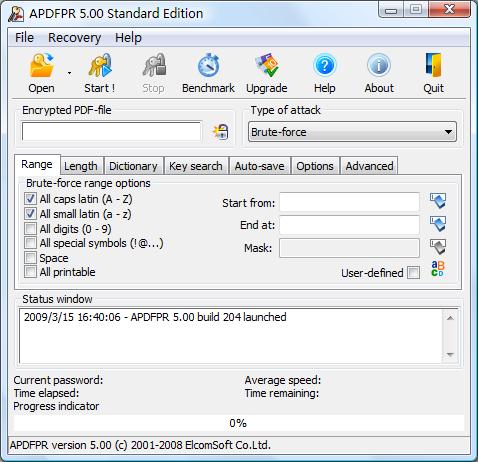 APDFPR 5.00 Standard Edition
File Recovery Help
Open Start ! Stop Benchmark Upgrade Help About Quit
Encrypted PDF-file
Type of attack
Brute-force
Range Length Dictionary Key search Auto-save Options Advanced
Brute-force range options
All caps latin (A - Z)
All small latin (a - z)
All digits (0 - 9)
All special symbols (!@...)
Space
All printable
Start from:
End at:
Mask:
User-defined
aBCD
Status window
2009/3/15 16:40:06 - APDFPR 5.00 build 204 launched
Current password:
Average speed:
Time elapsed:
Time remaining:
Progress indicator
0%
APDFPR version 5.00 (c) 2001-2008 ElcomSoft Co.Ltd.